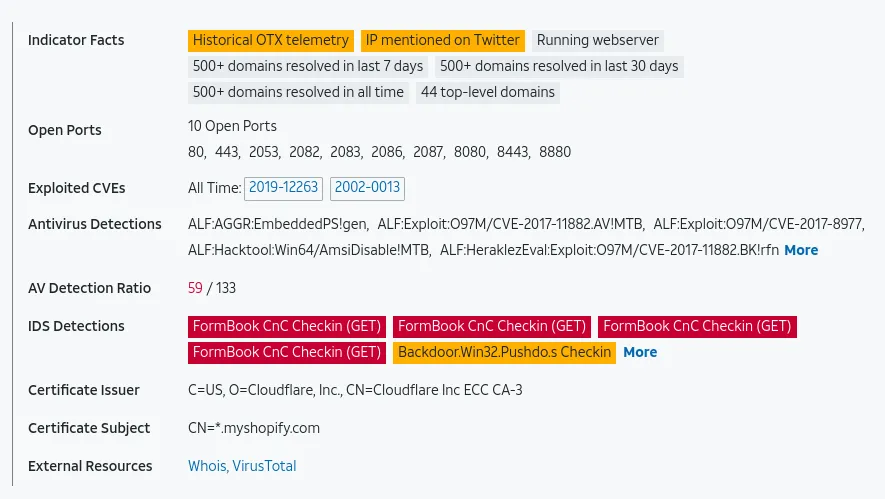 Indicator Facts Historical OTX telemetry IP mentioned on Twitter Running webserver
500+ domains resolved in last 7 days 500+ domains resolved in last 30 days
500+ domains resolved in all time 44 top-level domains
Open Ports 10 Open Ports
80, 443, 2053, 2082, 2083, 2086, 2087, 8080, 8443, 8880
Exploited CVEs All Time: 2019-12263 2002-0013
Antivirus Detections ALF:AGGR:EmbeddedPS!gen, ALF:Exploit:O97M/CVE-2017-11882.AV!MTB, ALF:Exploit:O97M/CVE-2017-8977,
ALF:Hacktool:Win64/AmsiDisable!MTB, ALF:HeraklezEval:Exploit:O97M/CVE-2017-11882.BK!rfn More
AV Detection Ratio 59 / 133
IDS Detections FormBook CnC Checkin (GET) FormBook CnC Checkin (GET) FormBook CnC Checkin (GET)
FormBook CnC Checkin (GET) Backdoor.Win32.Pushdo.s Checkin More
Certificate Issuer C=US, O=Cloudflare, Inc., CN=Cloudflare Inc ECC CA-3
Certificate Subject CN=*.myshopify.com
External Resources Whois, VirusTotal